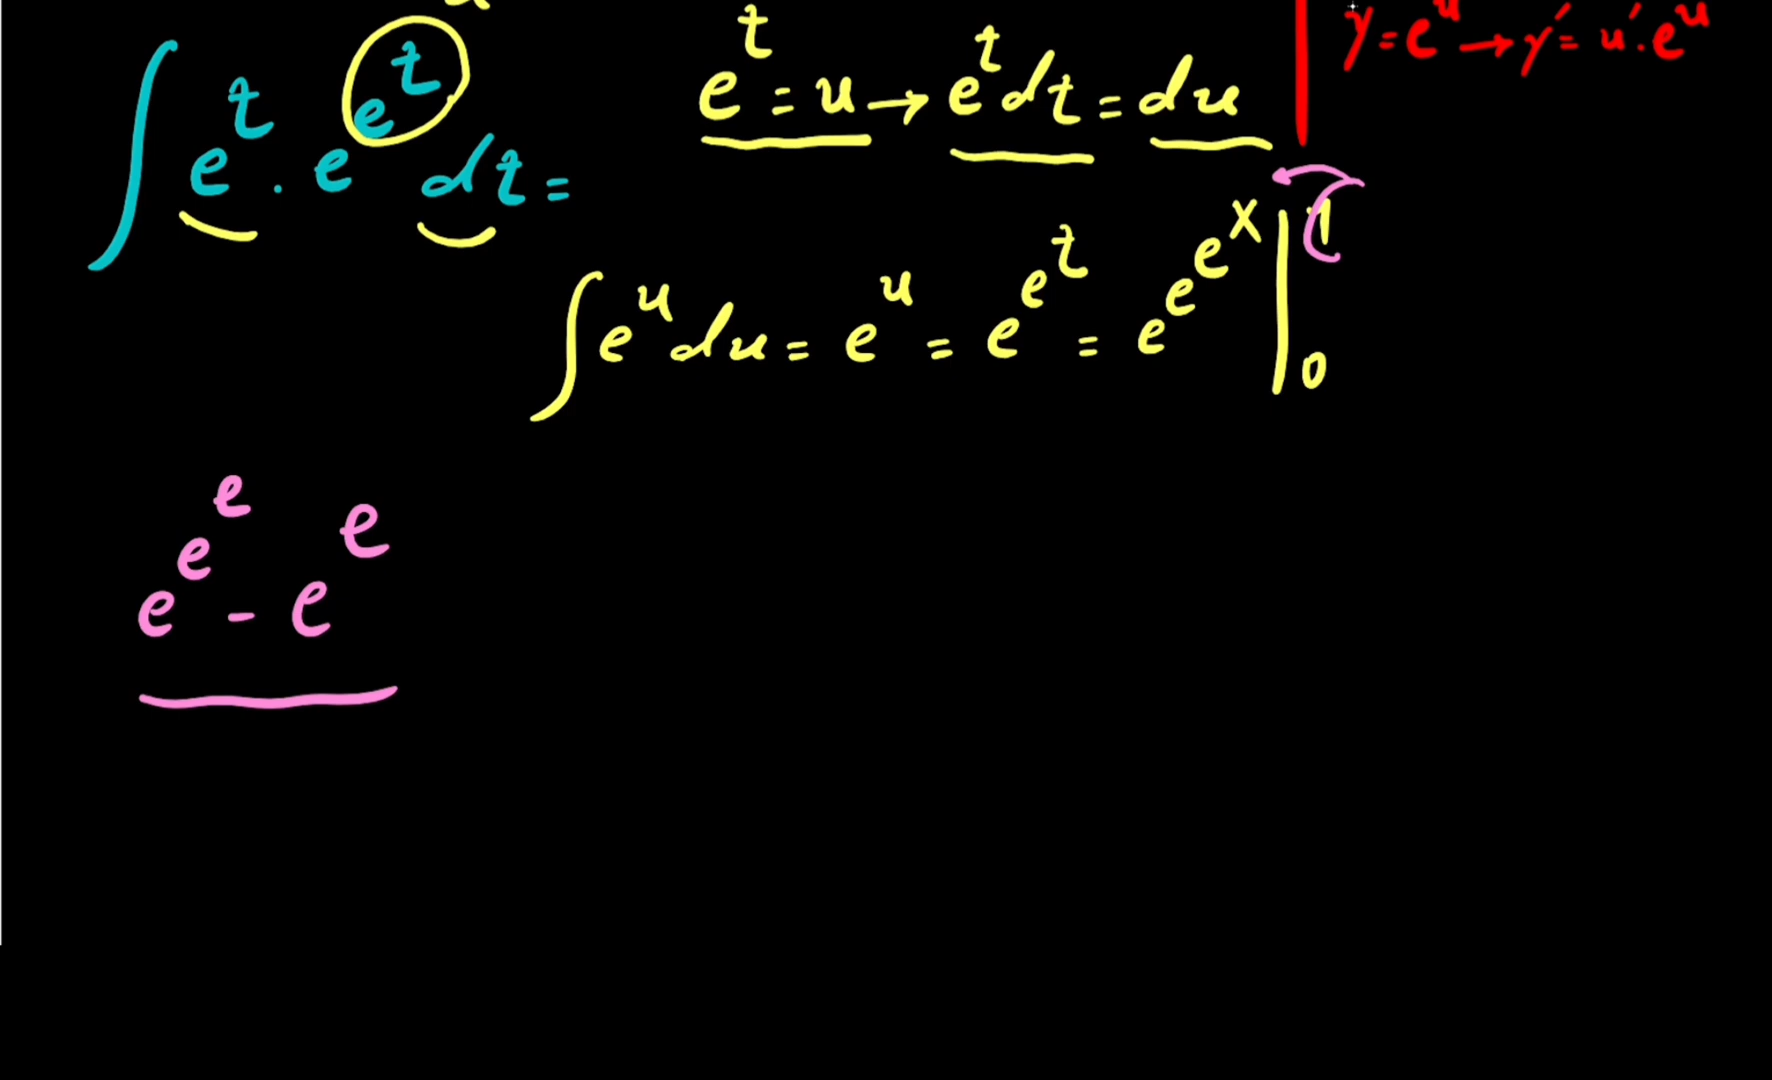 ∫ e^t . e^(e^t) dt =
e^t = u → e^t dt = du
y = e^u → y' = u' . e^u
∫ e^u du = e^u = e^(e^t) = e^(e^(e^x)) |_0^1
e^(e^e) - e^e